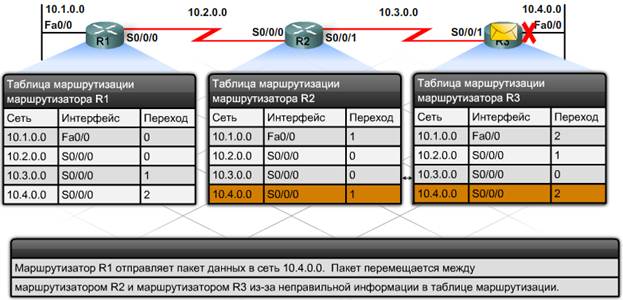 10.1.0.0
10.2.0.0
10.3.0.0
10.4.0.0
Fa0/0
R1
S0/0/0
S0/0/0
R2
S0/0/1
S0/0/1
R3
Fa0/0
Таблица маршрутизации
маршрутизатора R1
Сеть Интерфейс Переход
10.1.0.0 Fa0/0 0
10.2.0.0 S0/0/0 0
10.3.0.0 S0/0/0 1
10.4.0.0 S0/0/0 2
Таблица маршрутизации
маршрутизатора R2
Сеть Интерфейс Переход
10.1.0.0 Fa0/0 1
10.2.0.0 S0/0/0 0
10.3.0.0 S0/0/0 0
10.4.0.0 S0/0/0 1
Таблица маршрутизации
маршрутизатора R3
Сеть Интерфейс Переход
10.1.0.0 Fa0/0 2
10.2.0.0 S0/0/0 1
10.3.0.0 S0/0/0 0
10.4.0.0 S0/0/0 2
Маршрутизатор R1 отправляет пакет данных в сеть 10.4.0.0. Пакет перемещается между
маршрутизатором R2 и маршрутизатором R3 из-за неправильной информации в таблице маршрутизации.